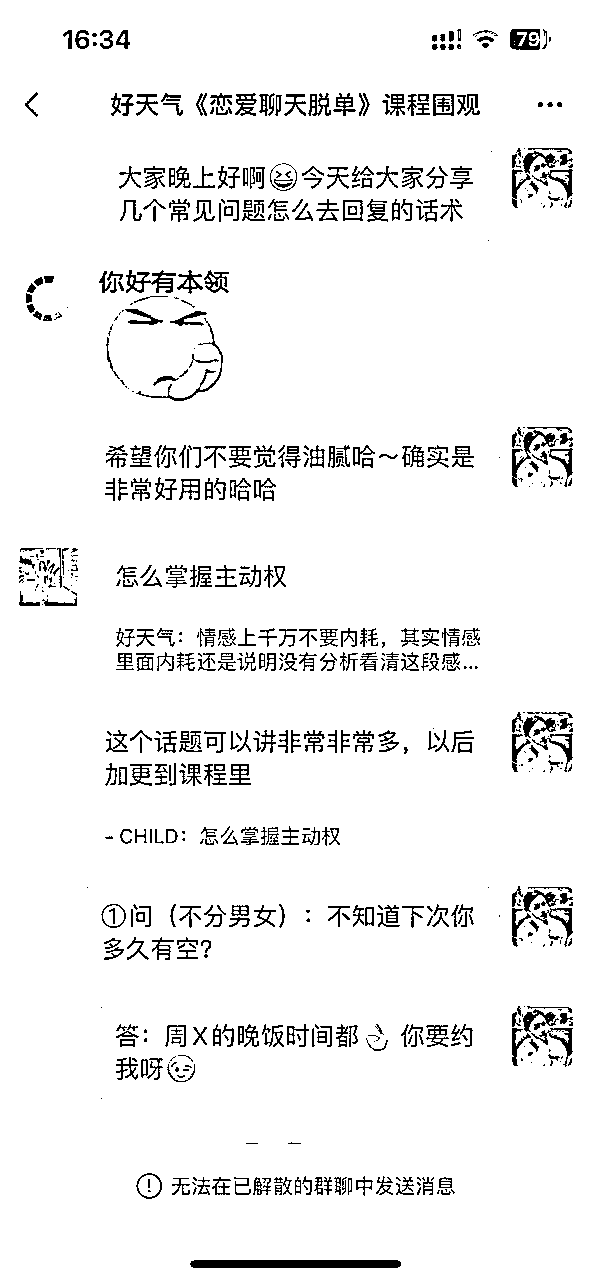 16:34
79
好天气《恋爱聊天脱单》课程围观
大家晚上好啊😆今天给大家分享
几个常见问题怎么去回复的话术
你好有本领
希望你们不要觉得油腻哈～确实是
非常好用的哈哈
怎么掌握主动权
好天气：情感上千万不要内耗，其实情感
里面内耗还是说明没有分析看清这段感...
这个话题可以讲非常非常多，以后
加更到课程里
- CHILD：怎么掌握主动权
①问（不分男女）：不知道下次你
多久有空？
答：周X的晚饭时间都👌🏻 你要约
我呀😏
无法在已解散的群聊中发送消息